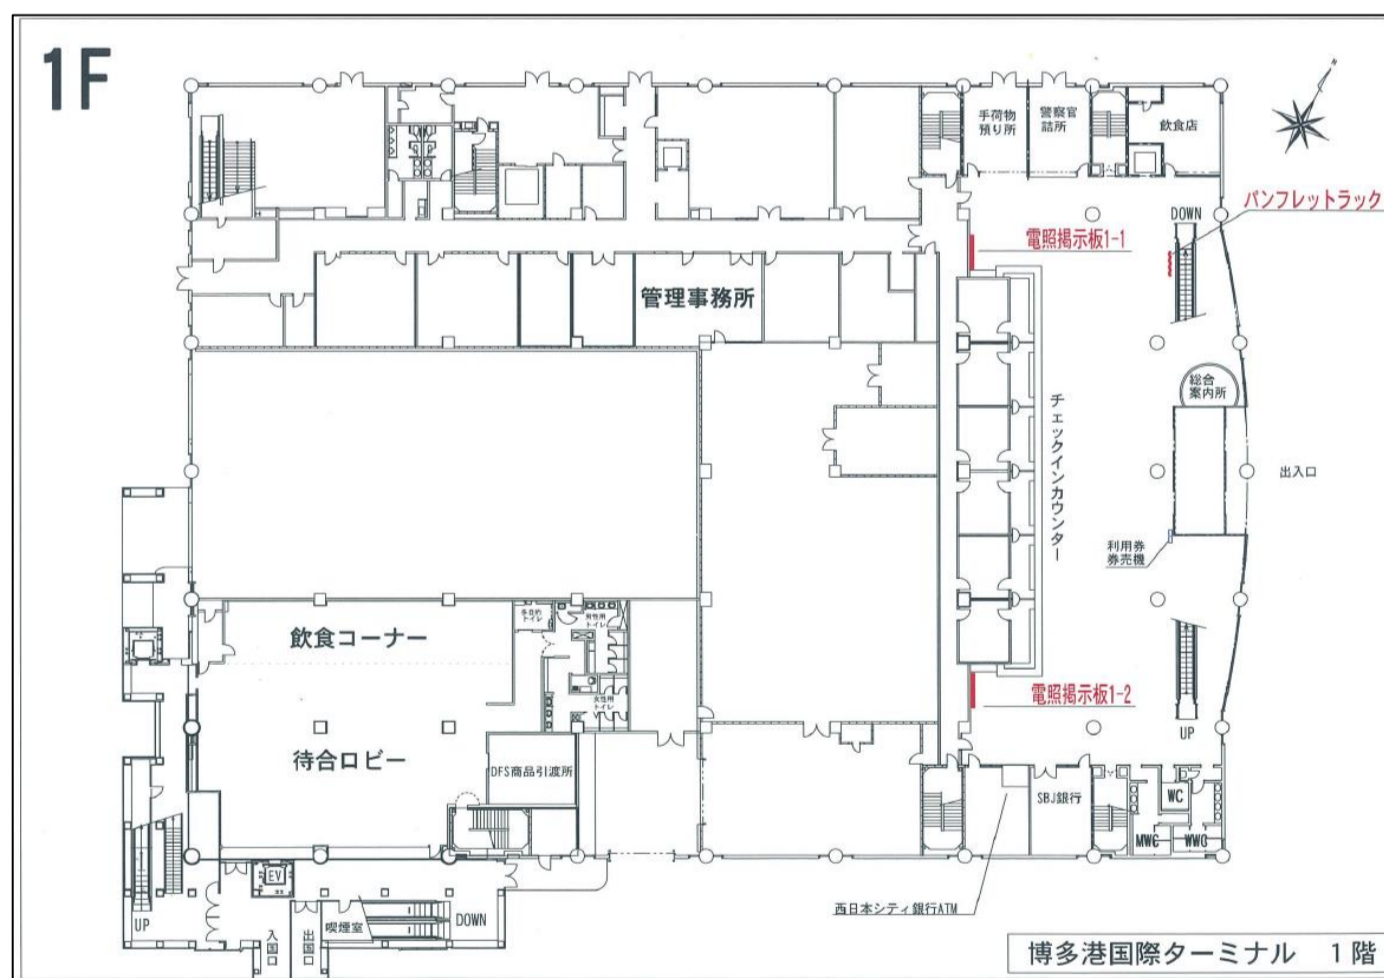 1F
手荷物
預り所
警察官
詰所
飲食店
パンフレットラック
DOWN
電照掲示板1-1
管理事務所
総合
案内所
チェックインカウンター
出入口
利用券
券売機
多目的
トイレ
男性用
トイレ
飲食コーナー
女性用
トイレ
電照掲示板1-2
待合ロビー
DFS商品引渡所
UP
SBJ銀行
WC
MWC
WWC
EV
UP
入国口
出国口
喫煙室
DOWN
西日本シティ銀行ATM
博多港国際ターミナル 1階